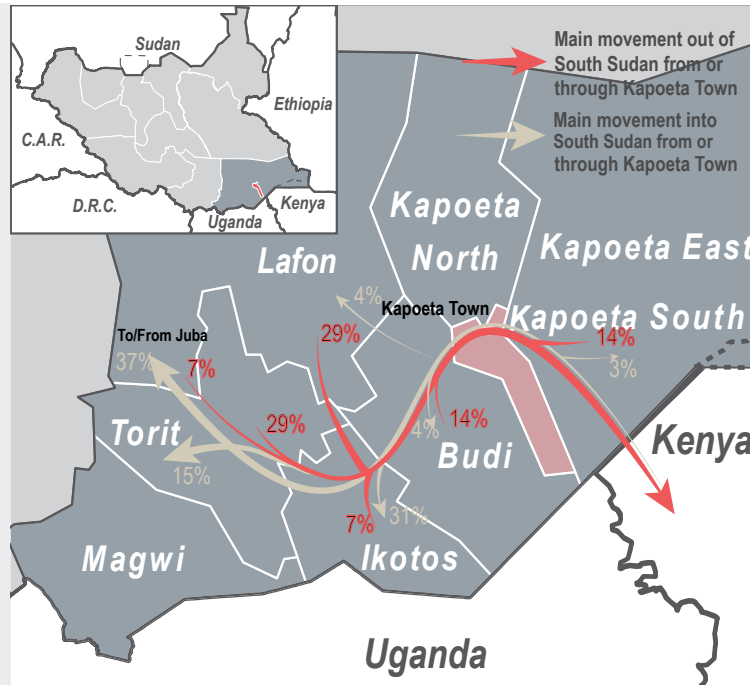 Sudan
Ethiopia
C.A.R.
D.R.C.
Uganda
Kenya
Main movement out of
South Sudan from or
through Kapoeta Town
Main movement into
South Sudan from or
through Kapoeta Town
Kapoeta
North
Kapoeta East
Lafon
4%
Kapoeta Town
Kapoeta South
To/From Juba
29%
14%
37%
7%
3%
29%
14%
4%
Torit
Budi
Kenya
15%
7%
31%
Magwi
Ikotos
Uganda